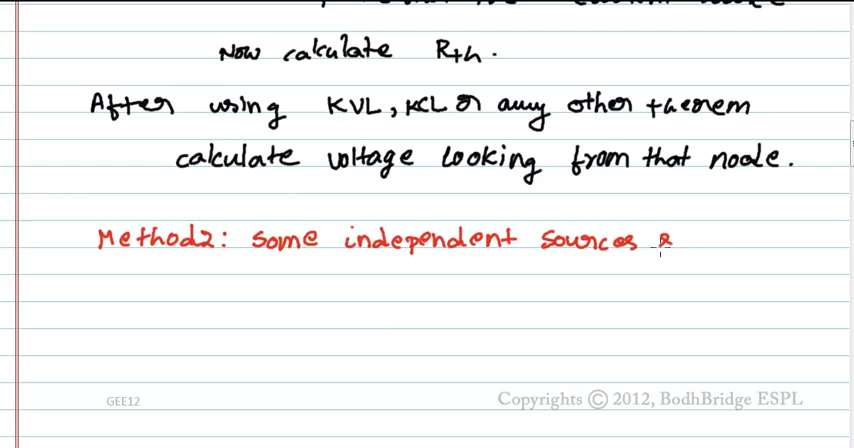 Now calculate Rth.
After using KVL, KCL or any other theorem
calculate voltage looking from that node.
Method2: some independent sources &
GEE12
Copyrights © 2012, BodhBridge ESPL